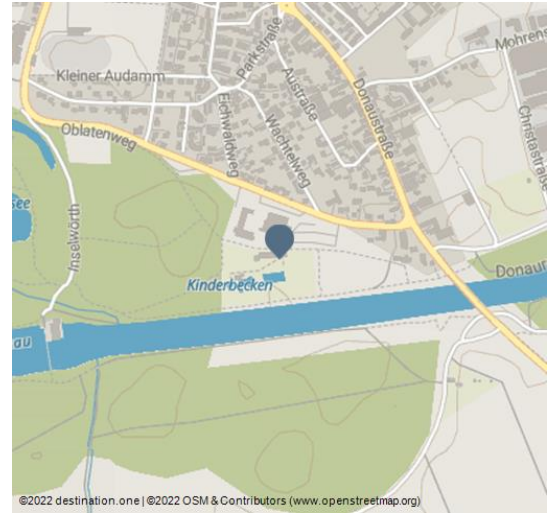 Kleiner Audamm
Parkstraße
Mohrens
Austraße
Donaustraße
Christastraße
Oblatenweg
Eichwaldweg
Wachtelweg
See
Inselwörth
Kinderbecken
Donaur
au
©2022 destination.one | ©2022 OSM & Contributors (www.openstreetmap.org)